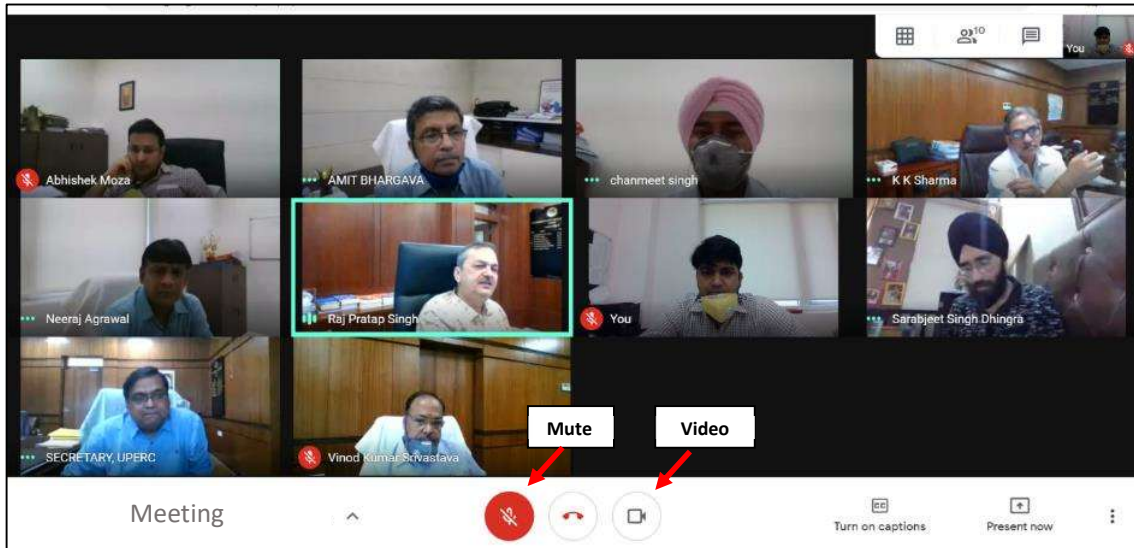 10
You
Abhishek Moza
AMIT BHARGAVA
chanmeet singh
K K Sharma
Neeraj Agrawal
Raj Pratap Singh
You
Sarabjeet Singh Dhingra
SECRETARY, UPERC
Vinod Kumar Srivastava
Mute
Video
Meeting
CC
Turn on captions
Present now